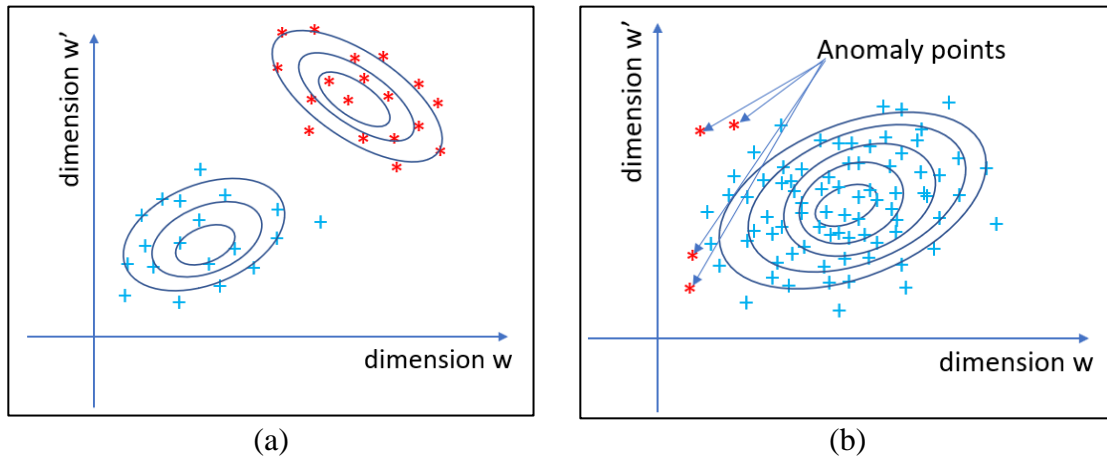 dimension w'
dimension w
(a)
dimension w'
Anomaly points
dimension w
(b)